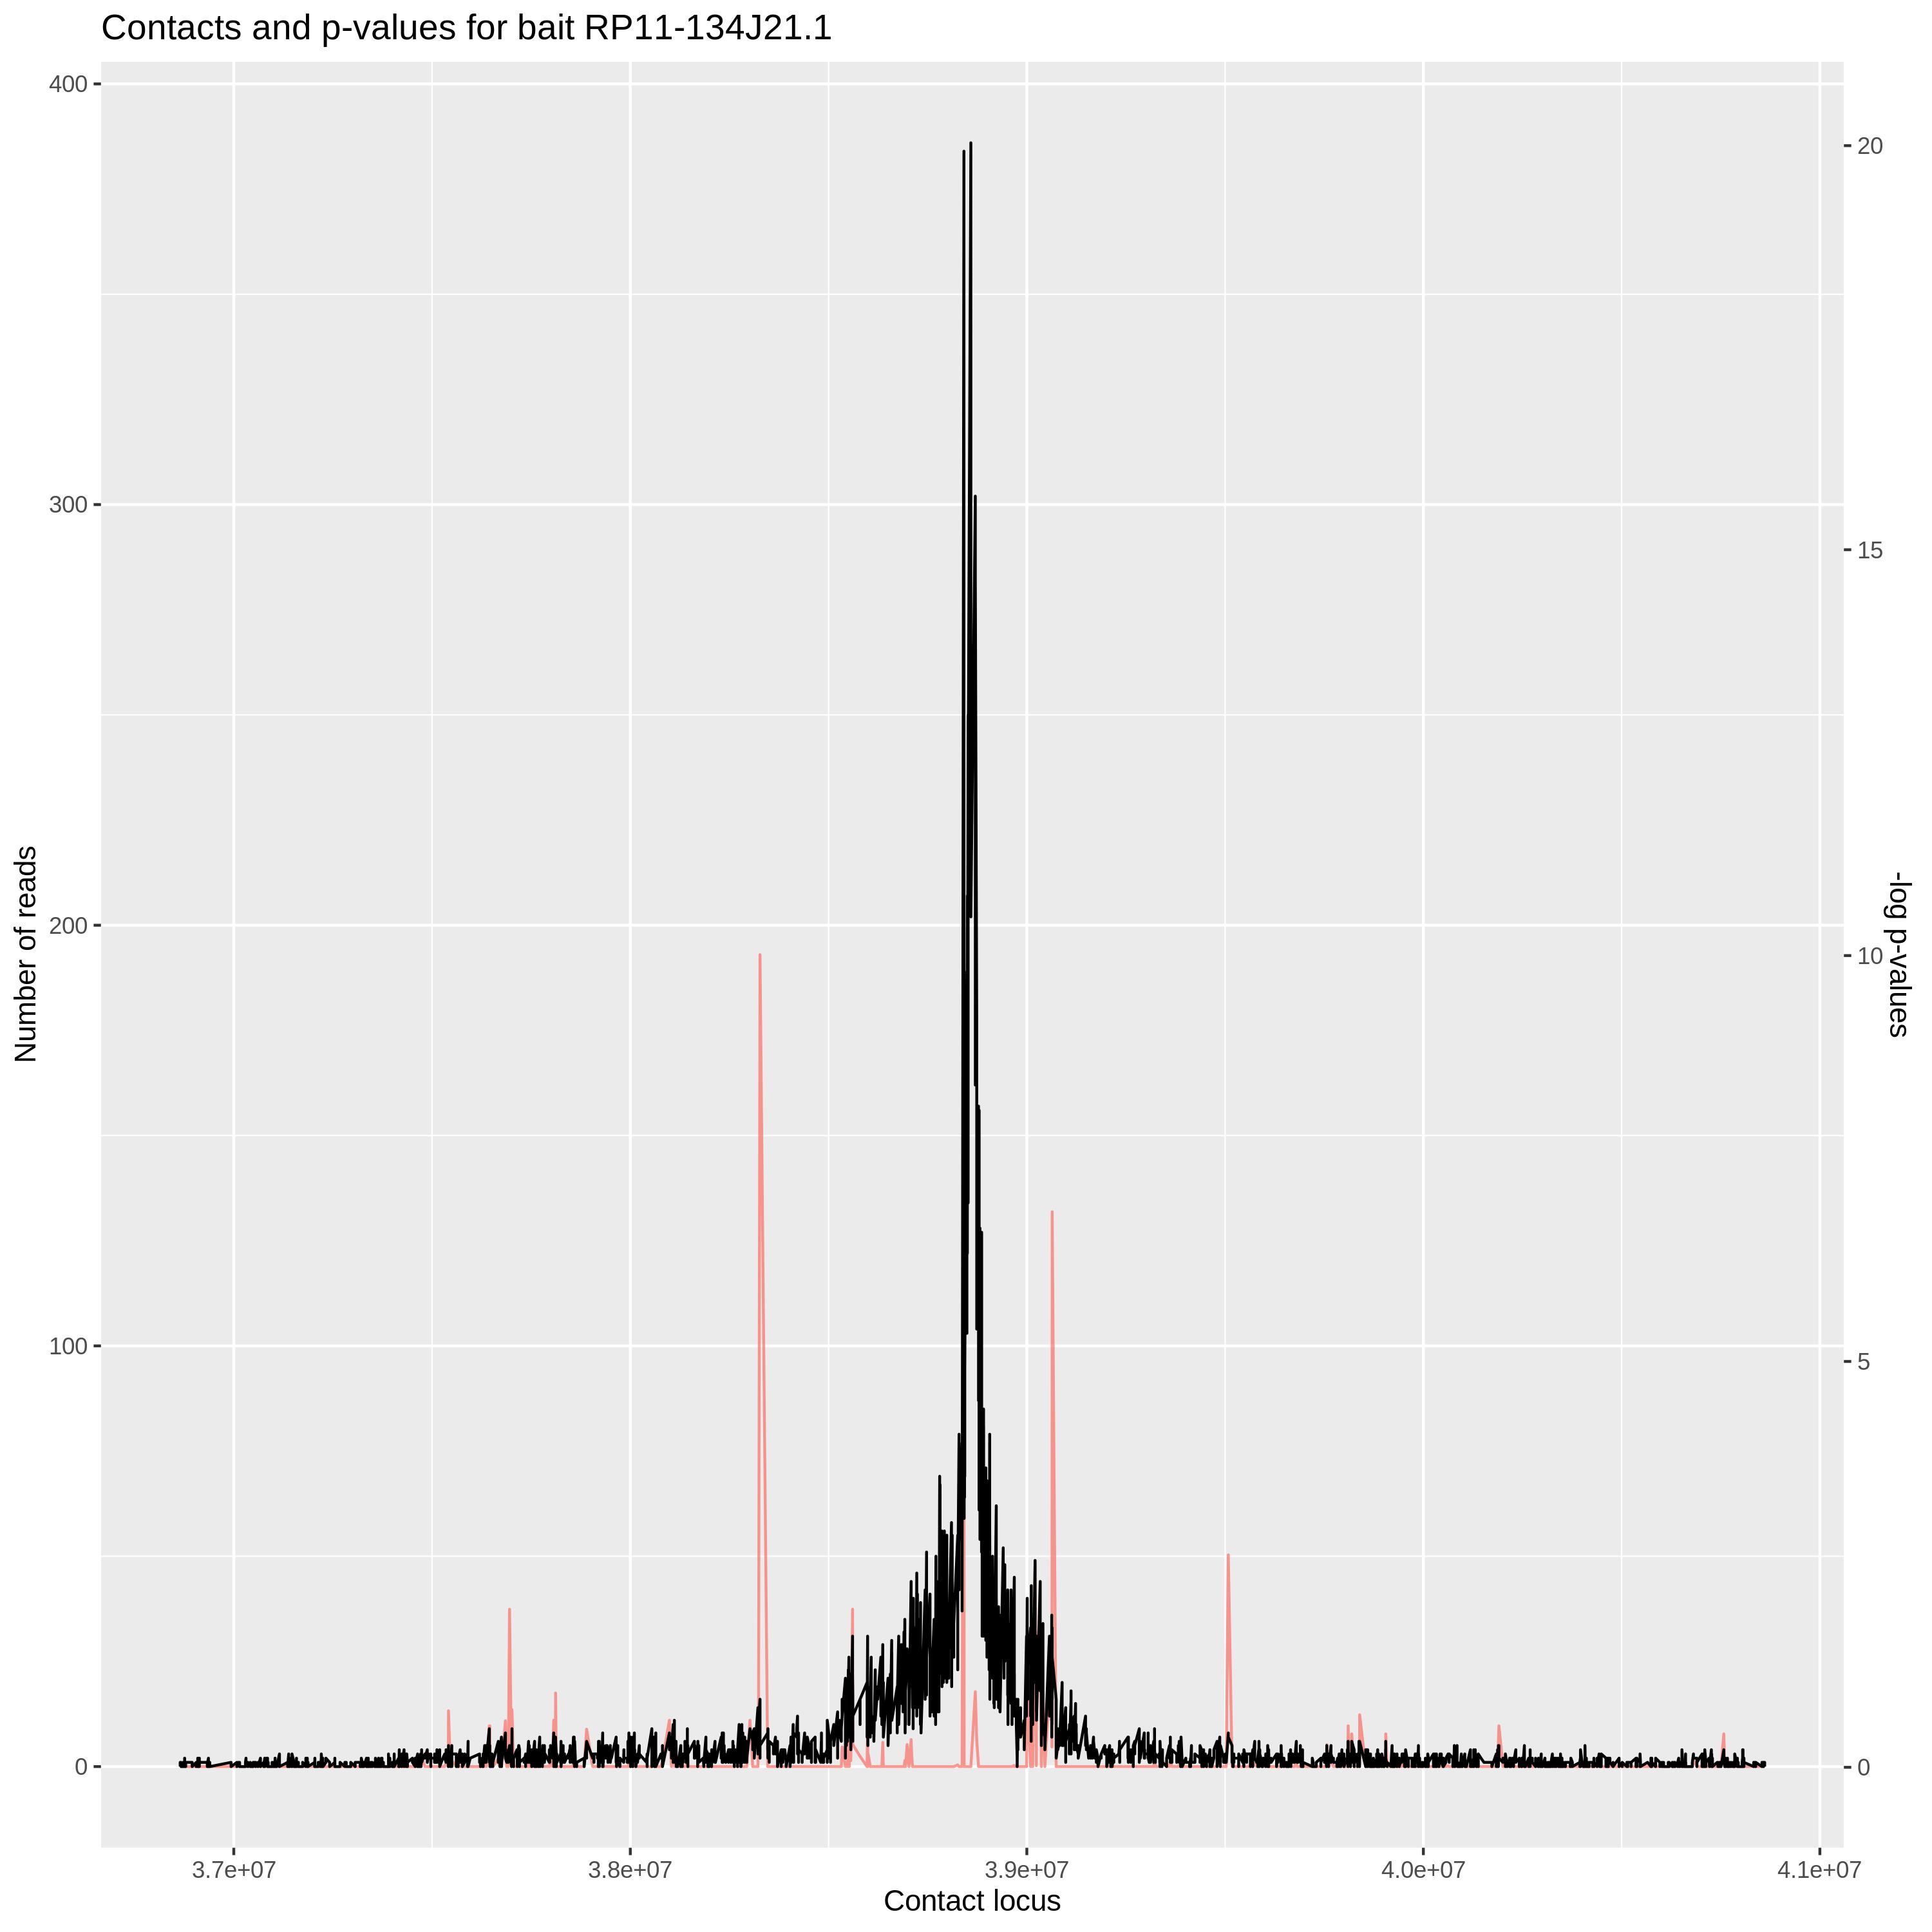 Contacts and p-values for bait RP11-134J21.1
400
300
200
100
0
Number of reads
20
15
10
5
0
-log p-values
3.7e+07
3.8e+07
3.9e+07
4.0e+07
4.1e+07
Contact locus